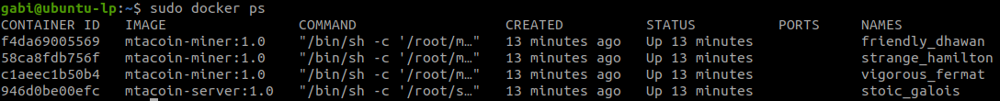 gabi@ubuntu-lp:~$ sudo docker ps
CONTAINER ID IMAGE COMMAND CREATED STATUS PORTS NAMES
f4da69005569 mtacoin-miner:1.0 "/bin/sh -c '/root/m…" 13 minutes ago Up 13 minutes friendly_dhawan
58ca8fdb756f mtacoin-miner:1.0 "/bin/sh -c '/root/m…" 13 minutes ago Up 13 minutes strange_hamilton
c1aeec1b50b4 mtacoin-miner:1.0 "/bin/sh -c '/root/m…" 13 minutes ago Up 13 minutes vigorous_fermat
946d0be00efc mtacoin-server:1.0 "/bin/sh -c '/root/s…" 13 minutes ago Up 13 minutes stoic_galois